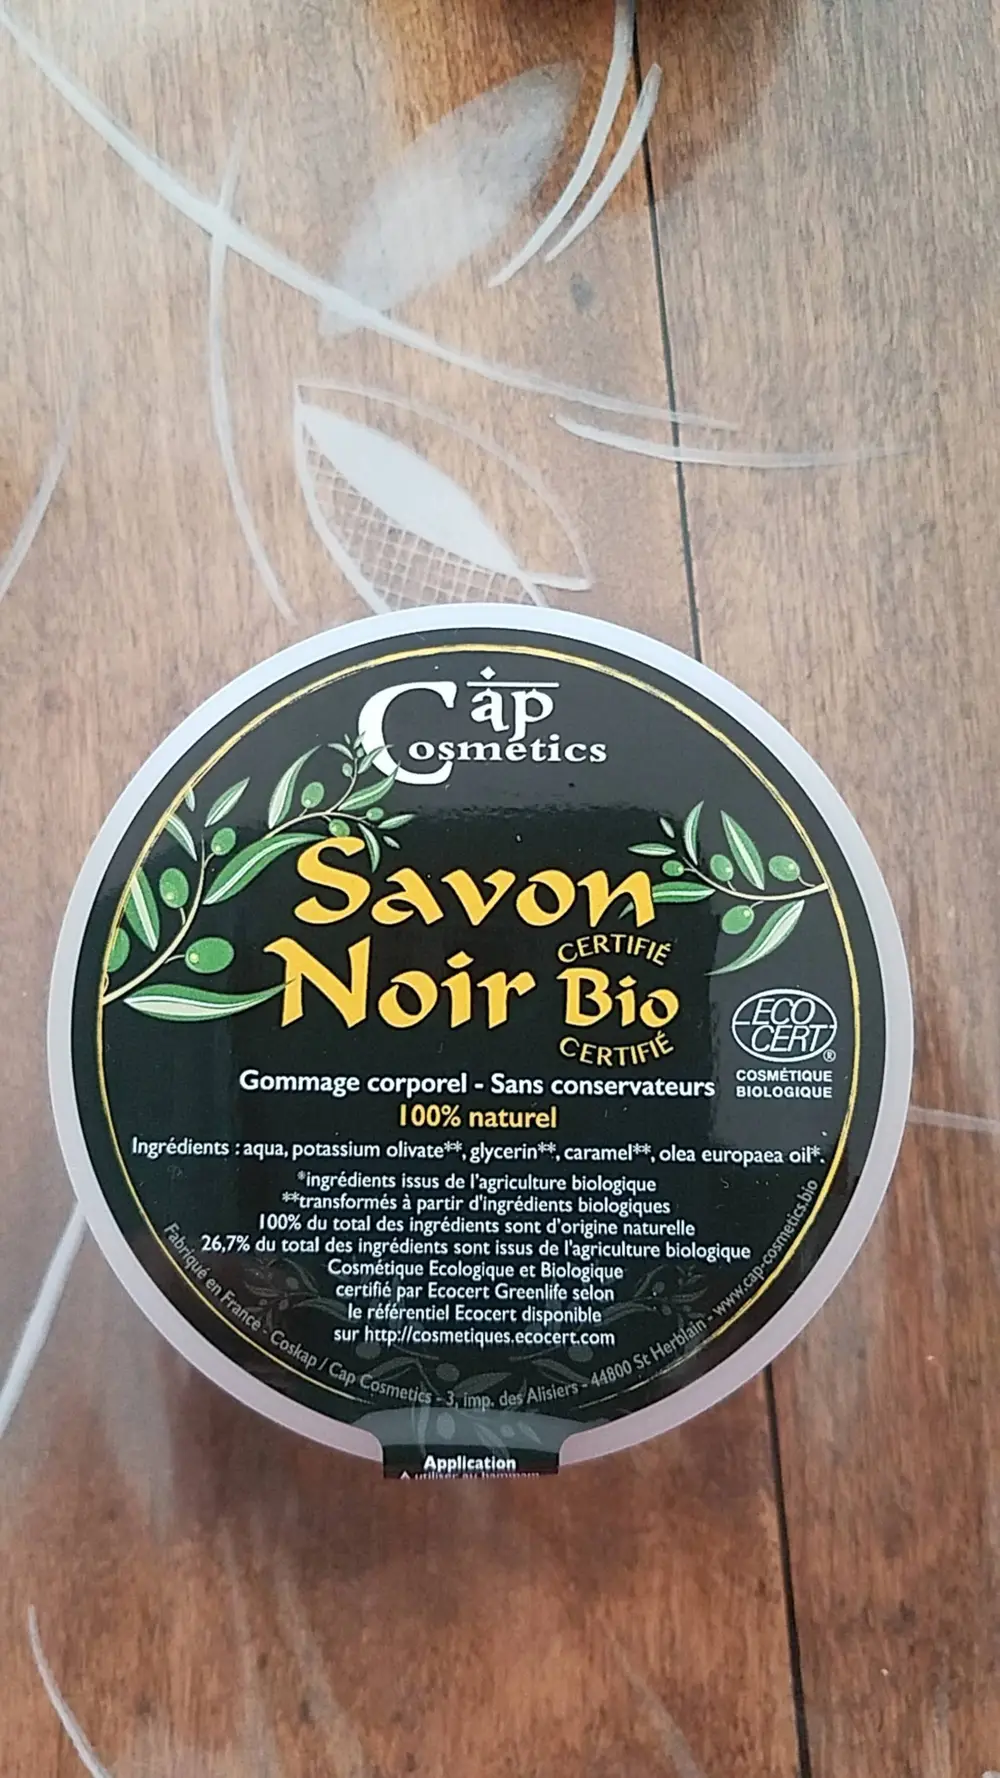 Cap
Cosmetics
Savon
Noir
CERTIFIÉ
Bio
CERTIFIÉ
ECO
CERT®
COSMÉTIQUE
BIOLOGIQUE
Gommage corporel - Sans conservateurs
100% naturel
Ingrédients : aqua, potassium olivate**, glycerin**, caramel**, olea europaea oil*.
*ingrédients issus de l'agriculture biologique
**transformés à partir d'ingrédients biologiques
100% du total des ingrédients sont d'origine naturelle
26,7% du total des ingrédients sont issus de l'agriculture biologique
Cosmétique Ecologique et Biologique
certifié par Ecocert Greenlife selon
le référentiel Ecocert disponible
sur http://cosmetiques.ecocert.com
Fabriqué en France - Coskap / Cap Cosmetics - 3, imp. des Alisiers - 44800 St Herblain - www.cap-cosmetics.bio
Application
A utiliser au hammam